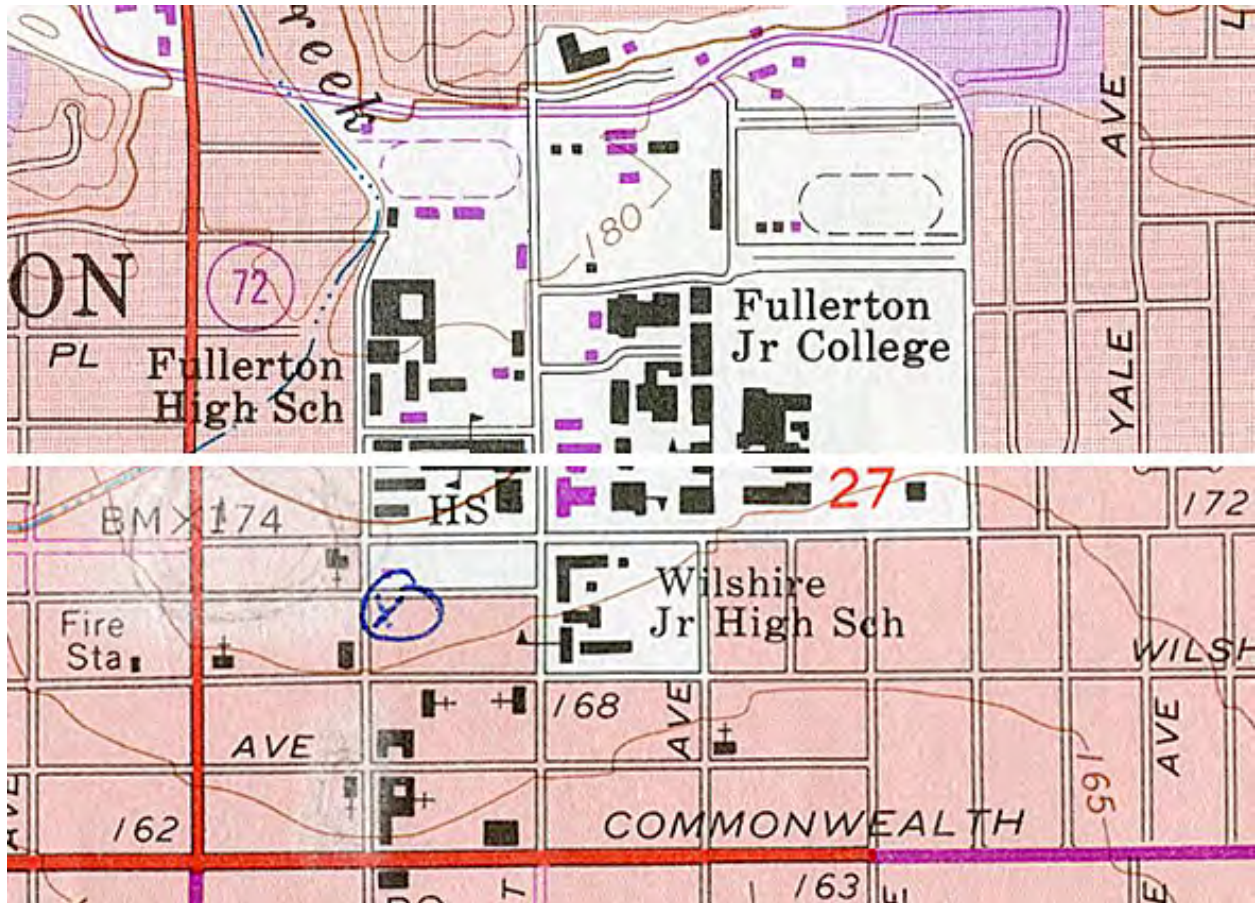 reek
AVE
180
ON
72
Fullerton
Jr College
PL
Fullerton
High Sch
YALE
27
172
BM × 174
HS
Wilshire
Jr High Sch
Fire
Sta
WILSH
168
AVE
AVE
AVE
165
162
COMMONWEALTH
163